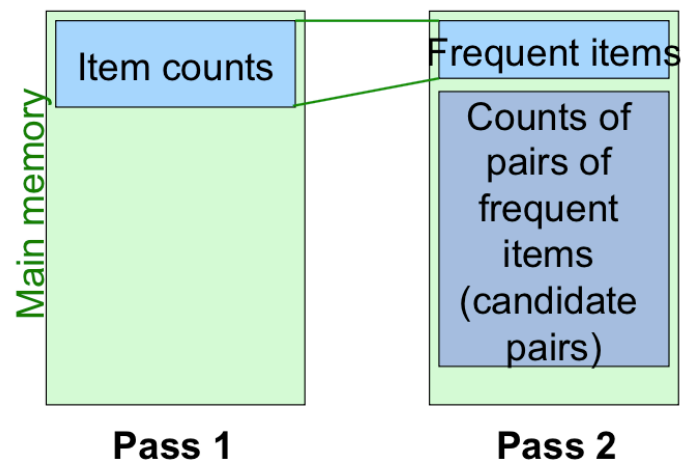 Main memory
Item counts
Frequent items
Counts of
pairs of
frequent
items
(candidate
pairs)
Pass 1
Pass 2